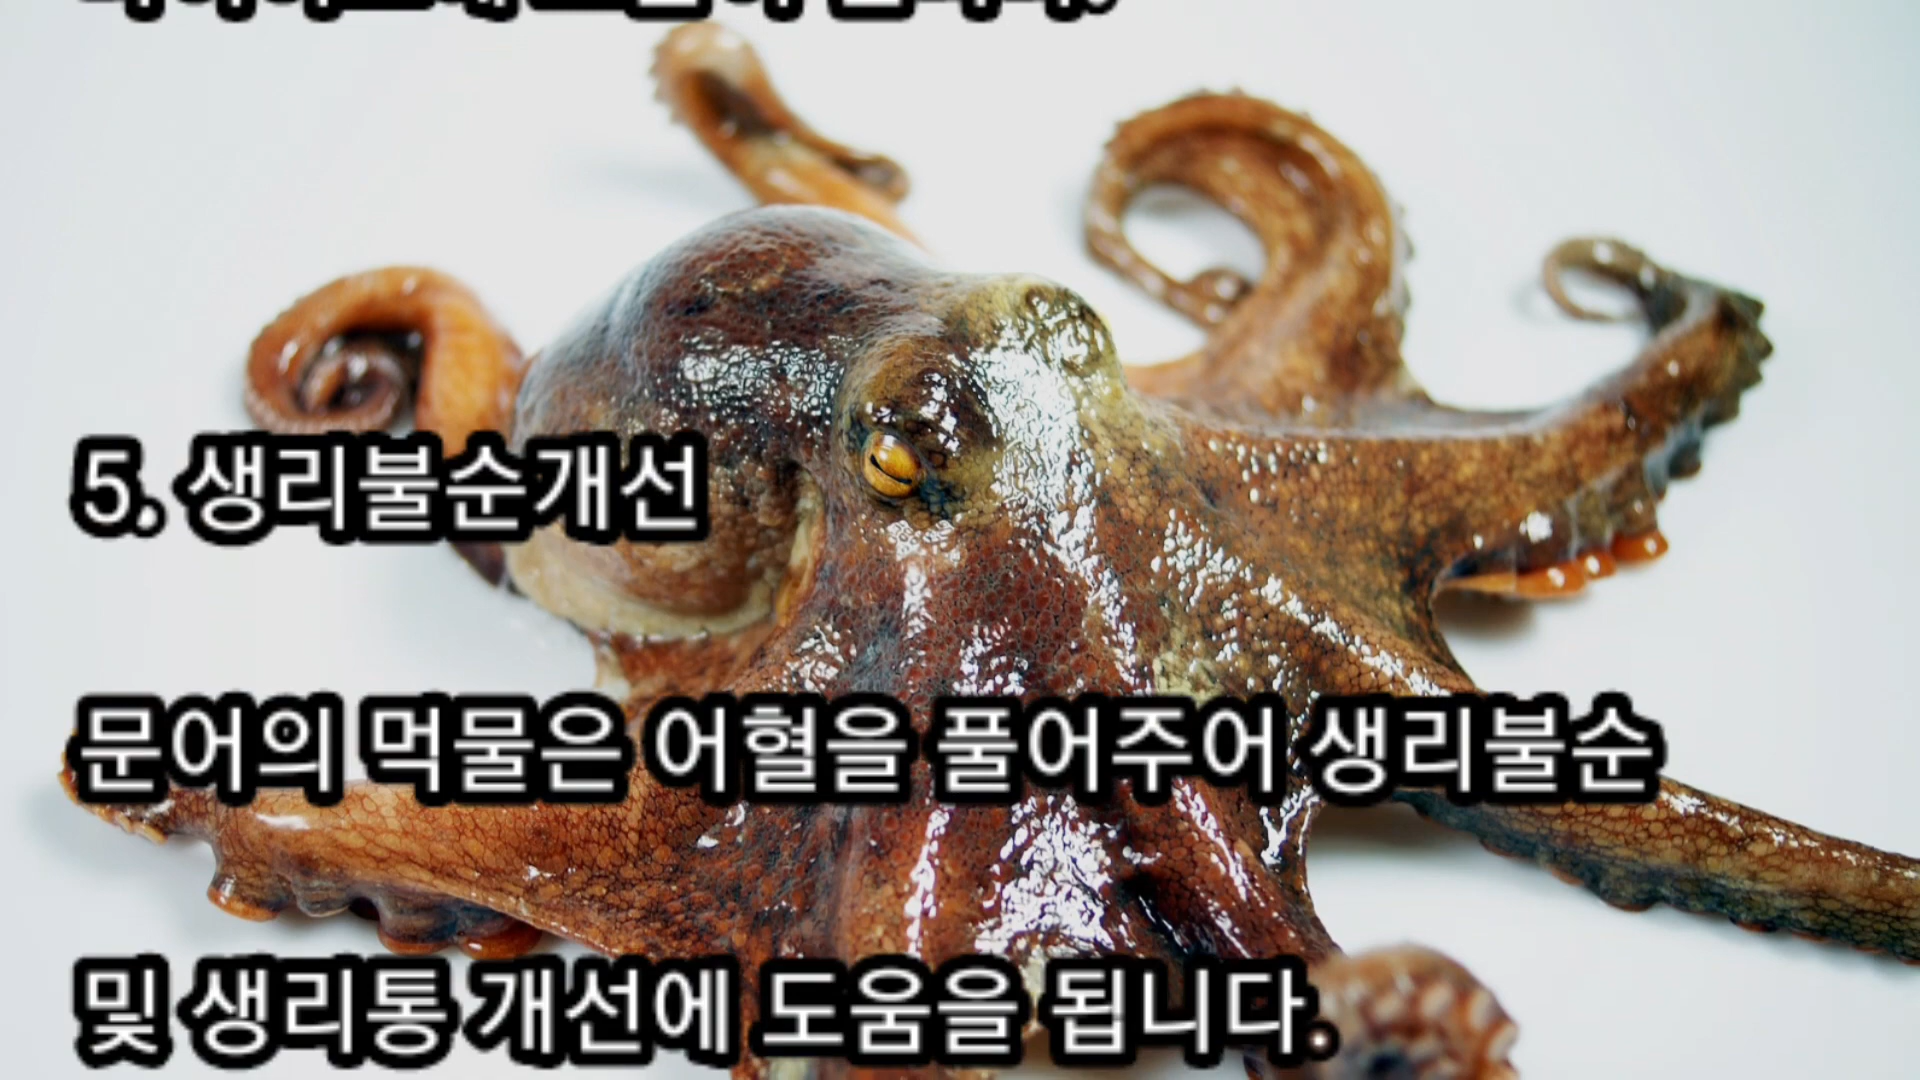 5. 생리불순개선
문어의 먹물은 어혈을 풀어주어 생리불순
및 생리통 개선에 도움을 됩니다.